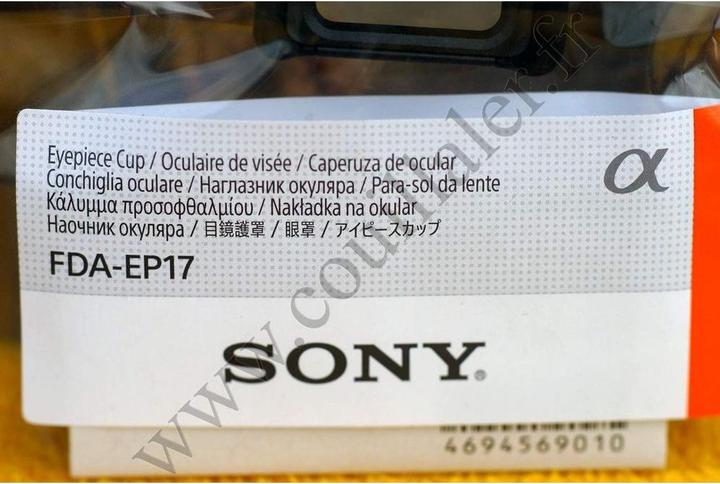 Eyepiece Cup / Oculaire de visée / Caperuza de ocular
Conchiglia oculare / Наглазник окуляра / Para-sol da lente
Κάλυμμα προσοφθαλμίου / Nakładka na okular
Наочник окуляра / 目鏡護罩 / 眼罩 / アイピースカップ
FDA-EP17
α
SONY
4694569010
www.couillaler.fr